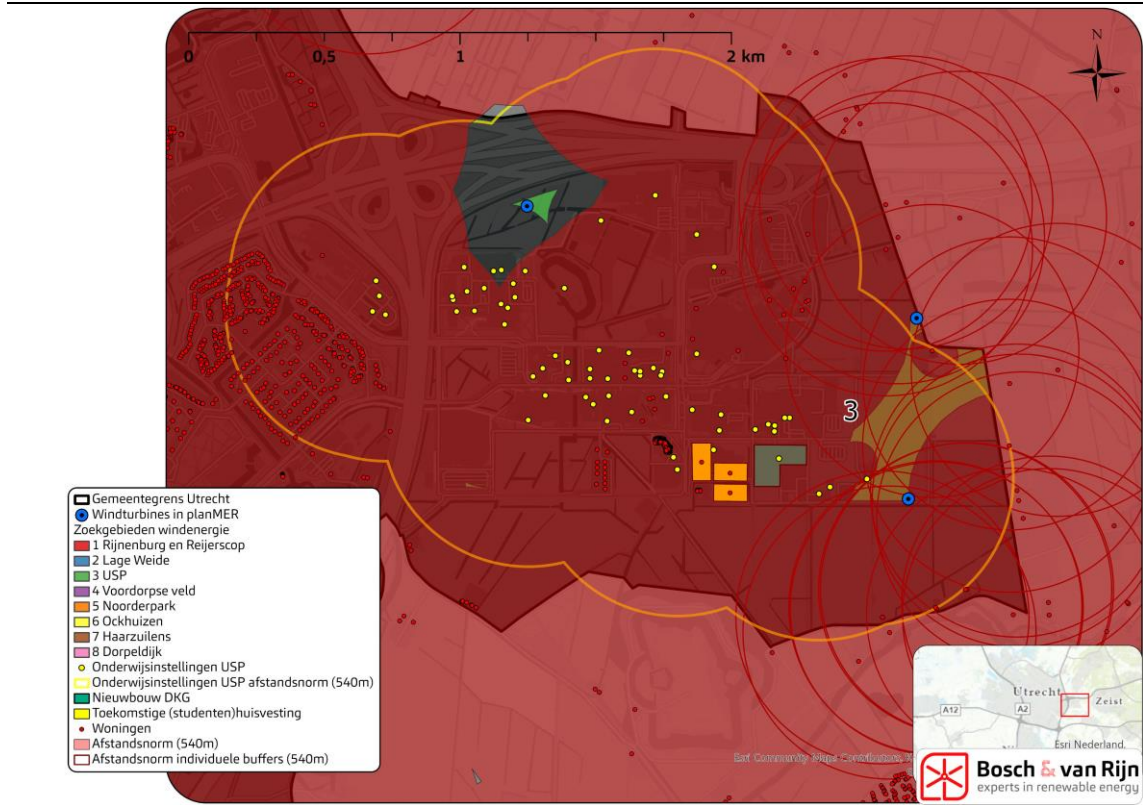 0 0,5 1 2 km
N
3
Gemeentegrens Utrecht
Windturbines in planMER
Zoekgebieden windenergie
1 Rijnenburg en Reijerscop
2 Lage Weide
3 USP
4 Voordorpse veld
5 Noorderpark
6 Ockhuizen
7 Haarzuilens
8 Dorpeldijk
Onderwijsinstellingen USP
Onderwijsinstellingen USP afstandsnorm (540m)
Nieuwbouw DKG
Toekomstige (studenten)huisvesting
Woningen
Afstandsnorm (540m)
Afstandsnorm individuele buffers (540m)
Utrecht
Zeist
A12
A2
Esri Nederland,
Esri Community Maps Contributors,
Bosch & van Rijn
experts in renewable energy